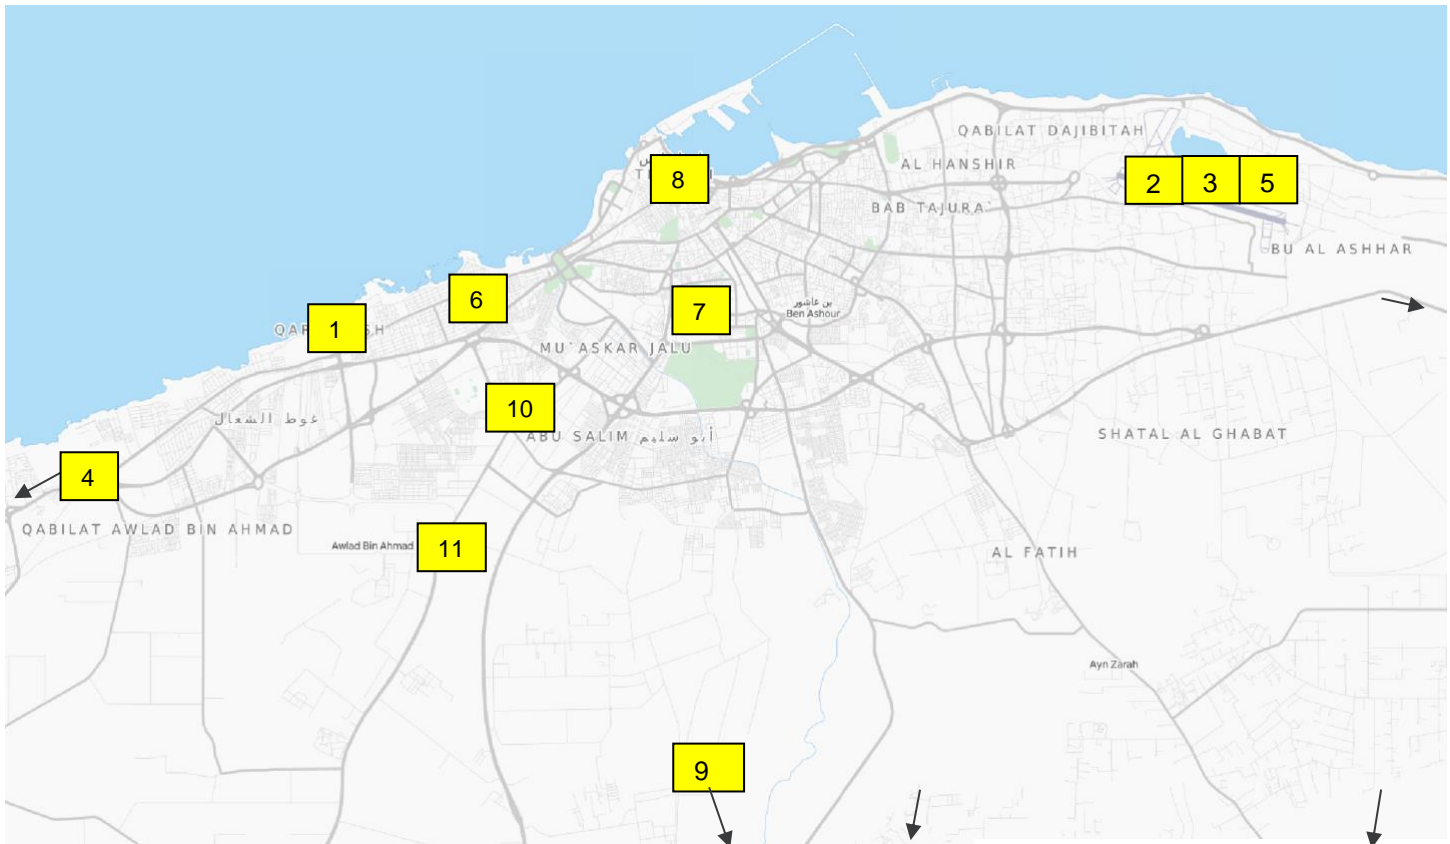 QABILAT DAJIBITAH
AL HANSHIR
8
2 3 5
BAB TAJURA'
BU AL ASHHAR
6
1
7
بن عاشور
Ben Ashour
MU'ASKAR JALU
10
غوط الشعال
ABU SALIM أبو سليم
SHATAL AL GHABAT
4
QABILAT AWLAD BIN AHMAD
Awlad Bin Ahmad
11
AL FATIH
Ayn Zarah
9